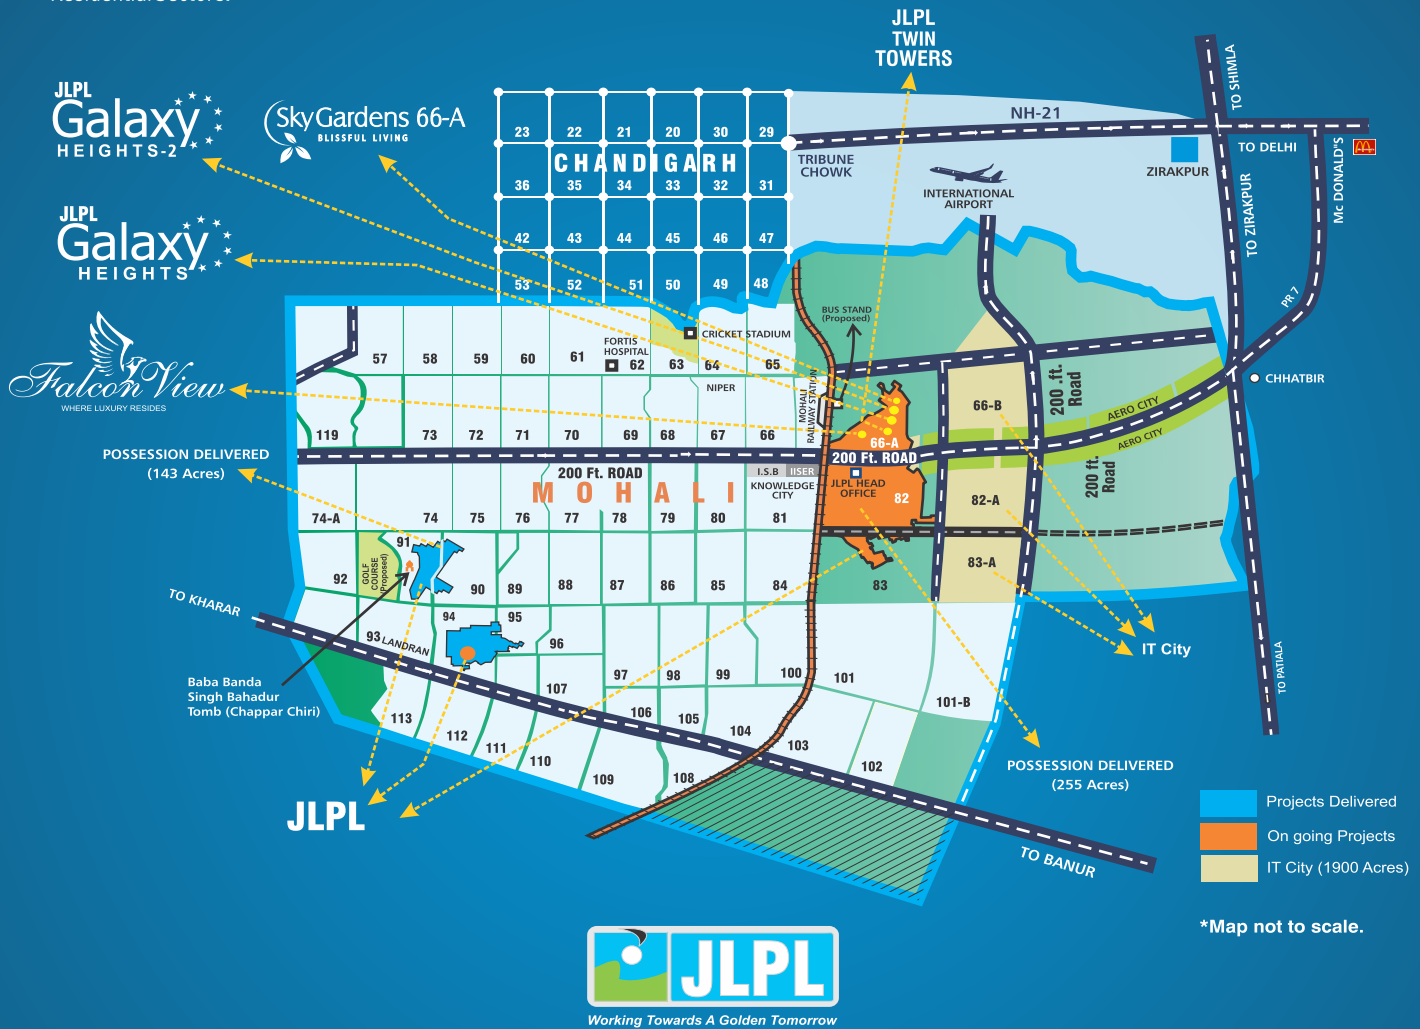 JLPL
TWIN
TOWERS
JLPL
Galaxy
HEIGHTS-2
SkyGardens 66-A
BLISSFUL LIVING
TO SHIMLA
NH-21
23 22 21 20 30 29
CHANDIGARH
TRIBUNE
CHOWK
TO DELHI
Mc DONALD'S
ZIRAKPUR
TO ZIRAKPUR
INTERNATIONAL
AIRPORT
36 35 34 33 32 31
JLPL
Galaxy
HEIGHTS
42 43 44 45 46 47
53 52 51 50 49 48
PR 7
BUS STAND
(Proposed)
CRICKET STADIUM
FORTIS
HOSPITAL
57 58 59 60 61 62 63 64 65
Falcon View
WHERE LUXURY RESIDES
NIPER
MOHALI
RAILWAY STATION
CHHATBIR
200 .ft.
Road
66-B
AERO CITY
AERO CITY
119 73 72 71 70 69 68 67 66
66-A
POSSESSION DELIVERED
(143 Acres)
200 Ft. ROAD
200 Ft. ROAD
I.S.B IISER
KNOWLEDGE
CITY
JLPL HEAD
OFFICE
82
200 ft.
Road
MOHALI
82-A
74-A 74 75 76 77 78 79 80 81
91
GOLF
COURSE
(Proposed)
83-A
92 90 89 88 87 86 85 84 83
TO KHARAR
94 95
93 LANDRAN
96
IT City
TO PATIALA
Baba Banda
Singh Bahadur
Tomb (Chappar Chiri)
97 98 99 100 101
107
101-B
113 106 105
112 104
111 103
110 102
109 108
POSSESSION DELIVERED
(255 Acres)
JLPL
Projects Delivered
On going Projects
IT City (1900 Acres)
TO BANUR
*Map not to scale.
JLPL
Working Towards A Golden Tomorrow